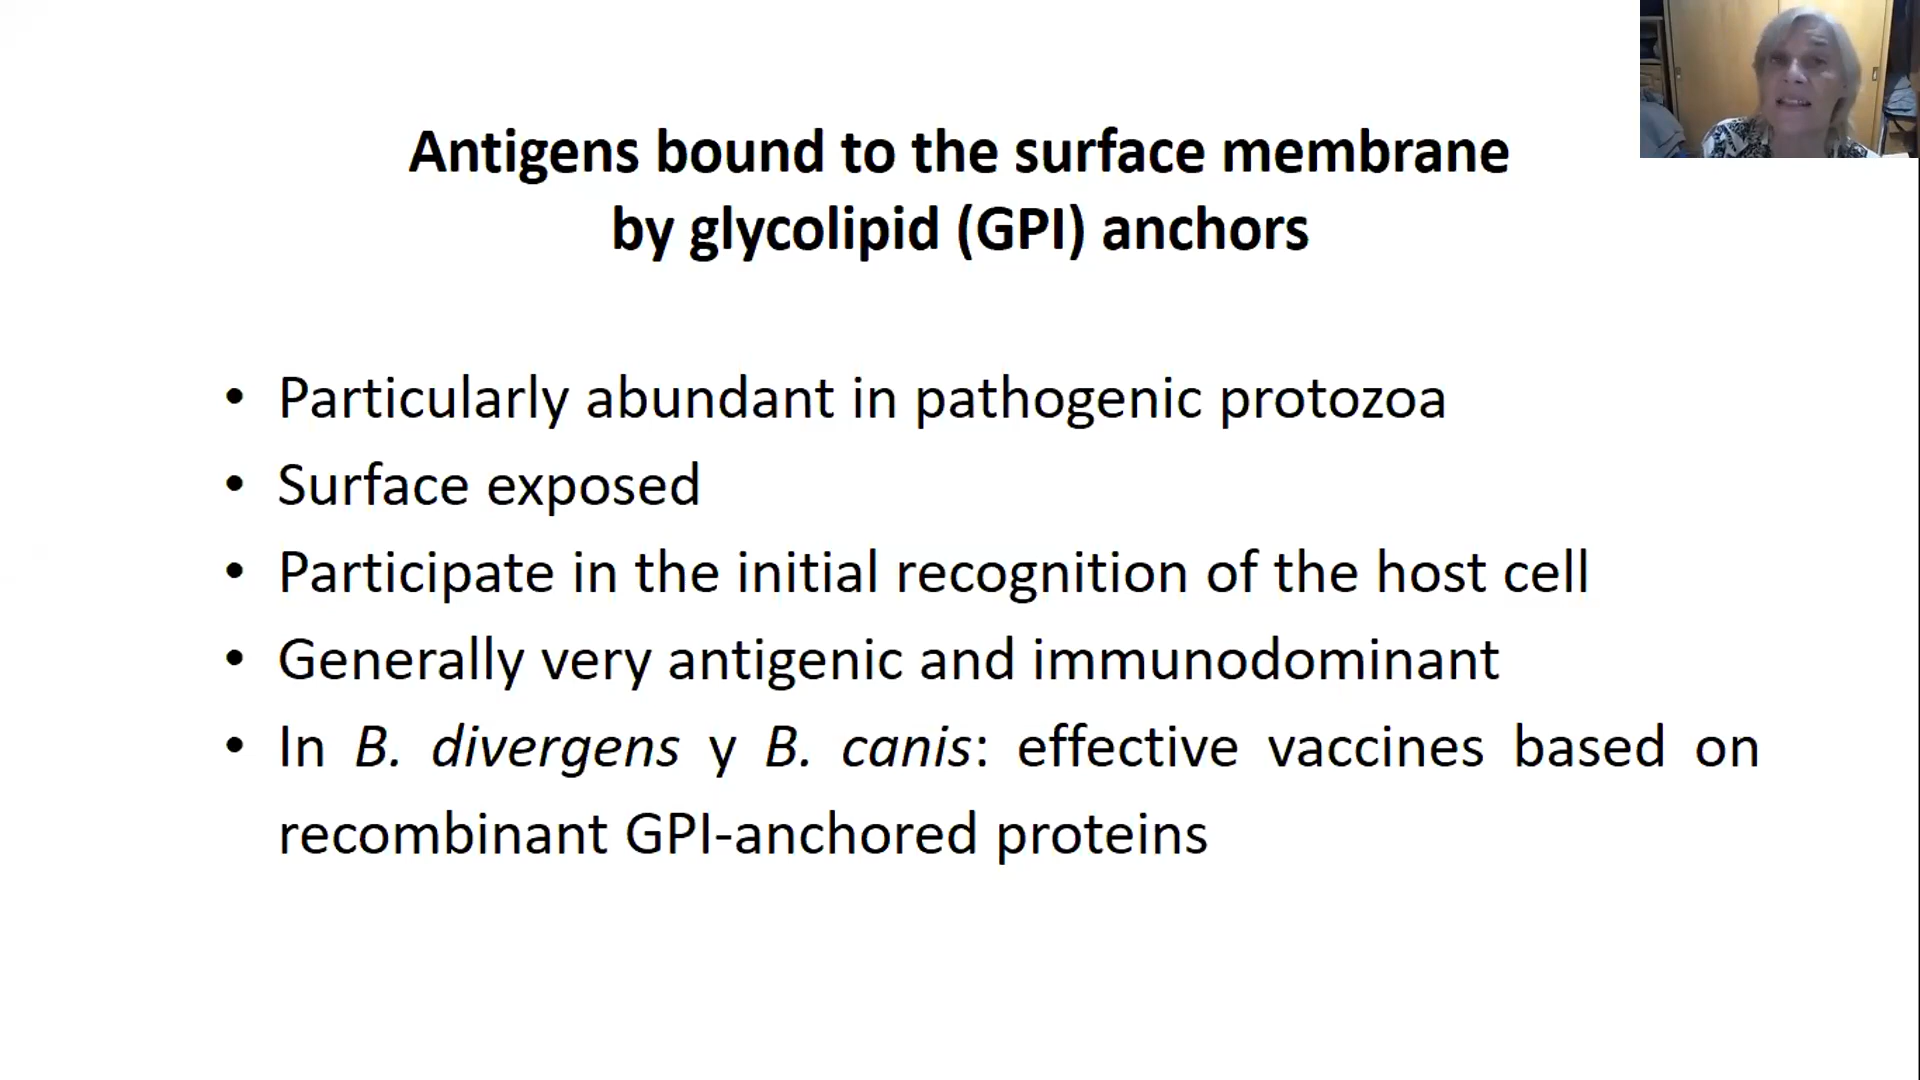 Antigens bound to the surface membrane
by glycolipid (GPI) anchors
• Particularly abundant in pathogenic protozoa
• Surface exposed
• Participate in the initial recognition of the host cell
• Generally very antigenic and immunodominant
• In B. divergens y B. canis: effective vaccines based on
recombinant GPI-anchored proteins